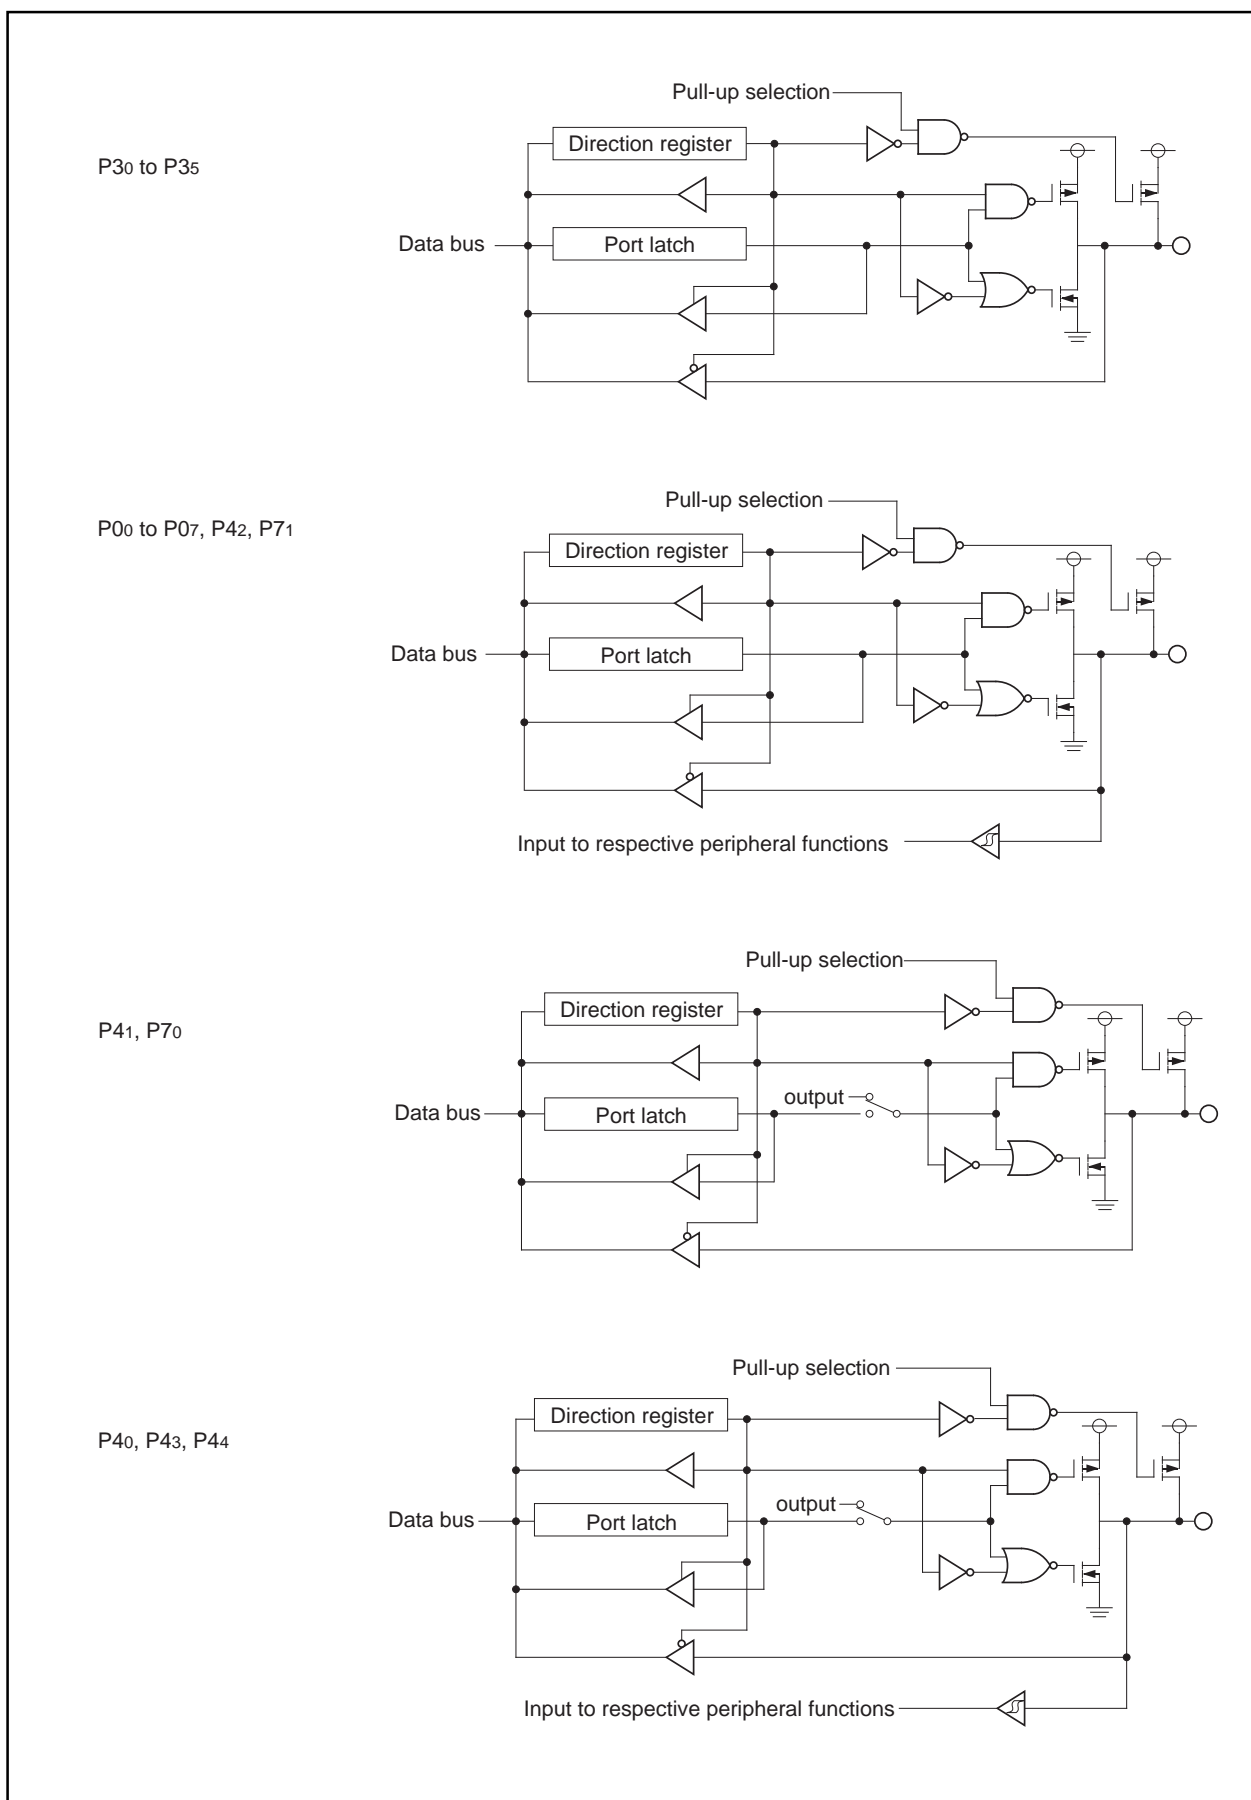 Pull-up selection
Direction register
P30 to P35
Data bus
Port latch
Pull-up selection
P00 to P07, P42, P71
Direction register
Data bus
Port latch
Input to respective peripheral functions
Pull-up selection
Direction register
P41, P70
output
Data bus
Port latch
Pull-up selection
Direction register
P40, P43, P44
output
Data bus
Port latch
Input to respective peripheral functions